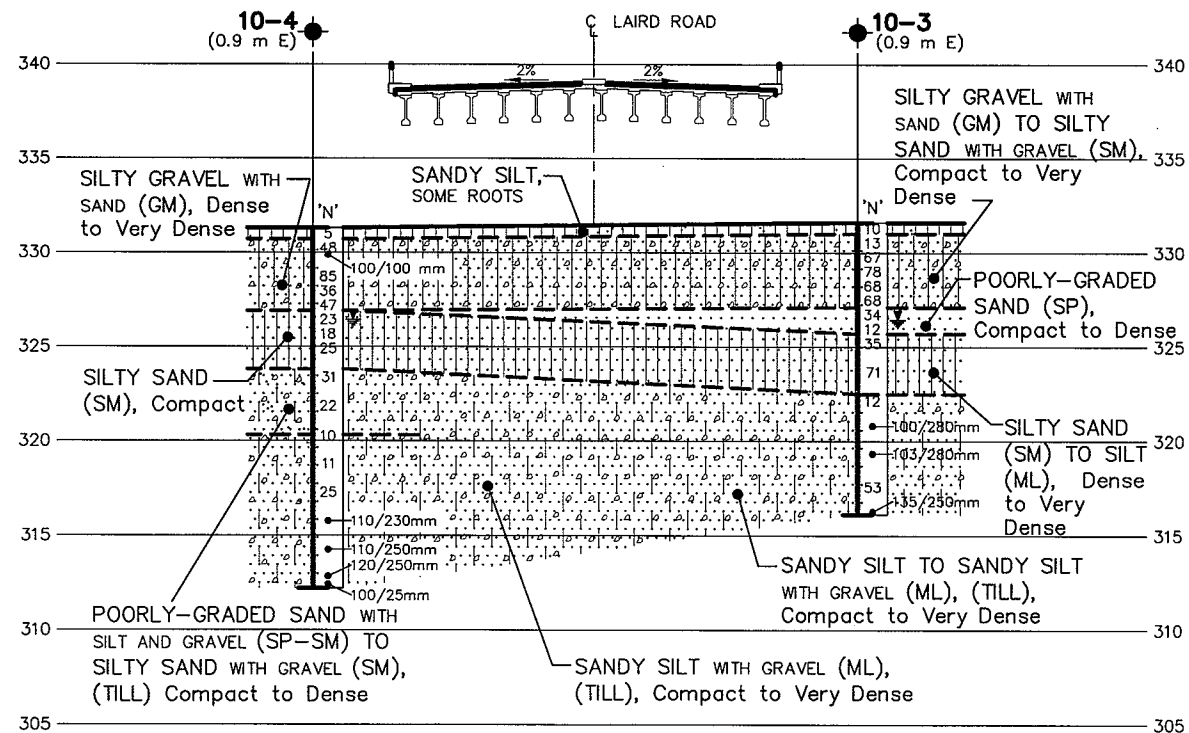 10-4
(0.9 m E)
℄ LAIRD ROAD
10-3
(0.9 m E)
340
340
2%
2%
SILTY GRAVEL WITH
SAND (GM) TO SILTY
SAND WITH GRAVEL (SM),
Compact to Very
Dense
335
335
SILTY GRAVEL WITH
SAND (GM), Dense
to Very Dense
SANDY SILT,
SOME ROOTS
'N'
'N'
5
48
100/100 mm
85
36
47
23
18
25
31
22
10
11
25
110/230mm
110/250mm
120/250mm
100/25mm
10
13
67
78
68
68
34
12
35
71
12
100/280mm
103/280mm
53
135/250mm
330
330
POORLY-GRADED
SAND (SP),
Compact to Dense
325
325
SILTY SAND
(SM), Compact
SILTY SAND
(SM) TO SILT
(ML), Dense
to Very
Dense
320
320
315
315
SANDY SILT TO SANDY SILT
WITH GRAVEL (ML), (TILL),
Compact to Very Dense
POORLY-GRADED SAND WITH
SILT AND GRAVEL (SP-SM) TO
SILTY SAND WITH GRAVEL (SM),
(TILL) Compact to Dense
310
310
SANDY SILT WITH GRAVEL (ML),
(TILL), Compact to Very Dense
305
305